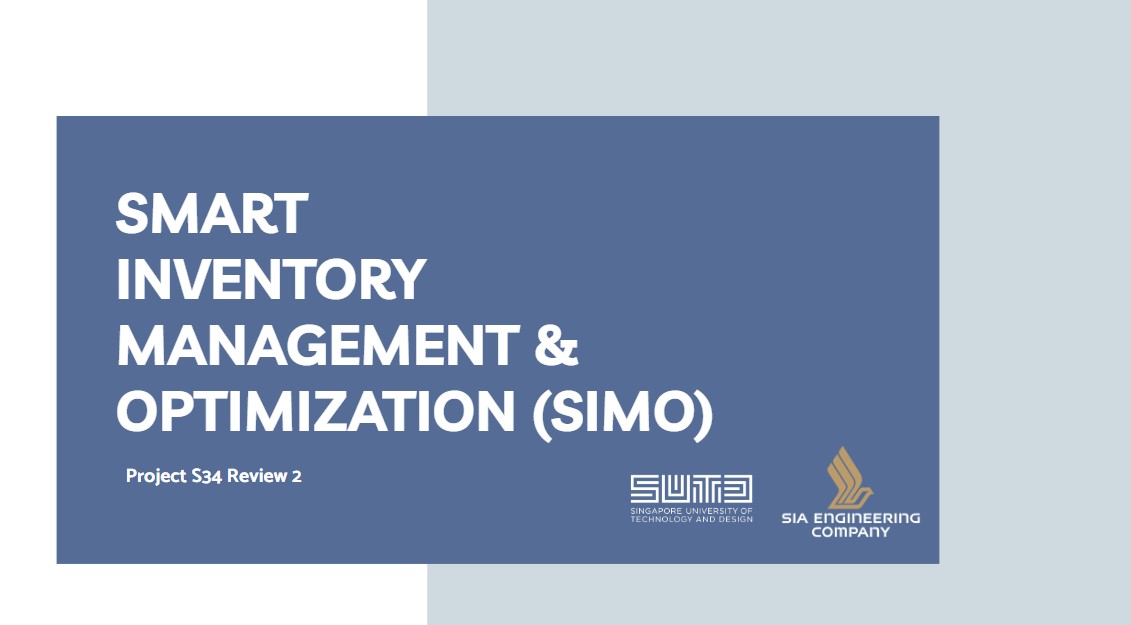 SMART
INVENTORY
MANAGEMENT &
OPTIMIZATION (SIMO)
Project S34 Review 2
SUTD
SINGAPORE UNIVERSITY OF
TECHNOLOGY AND DESIGN
SIA ENGINEERING
COMPANY